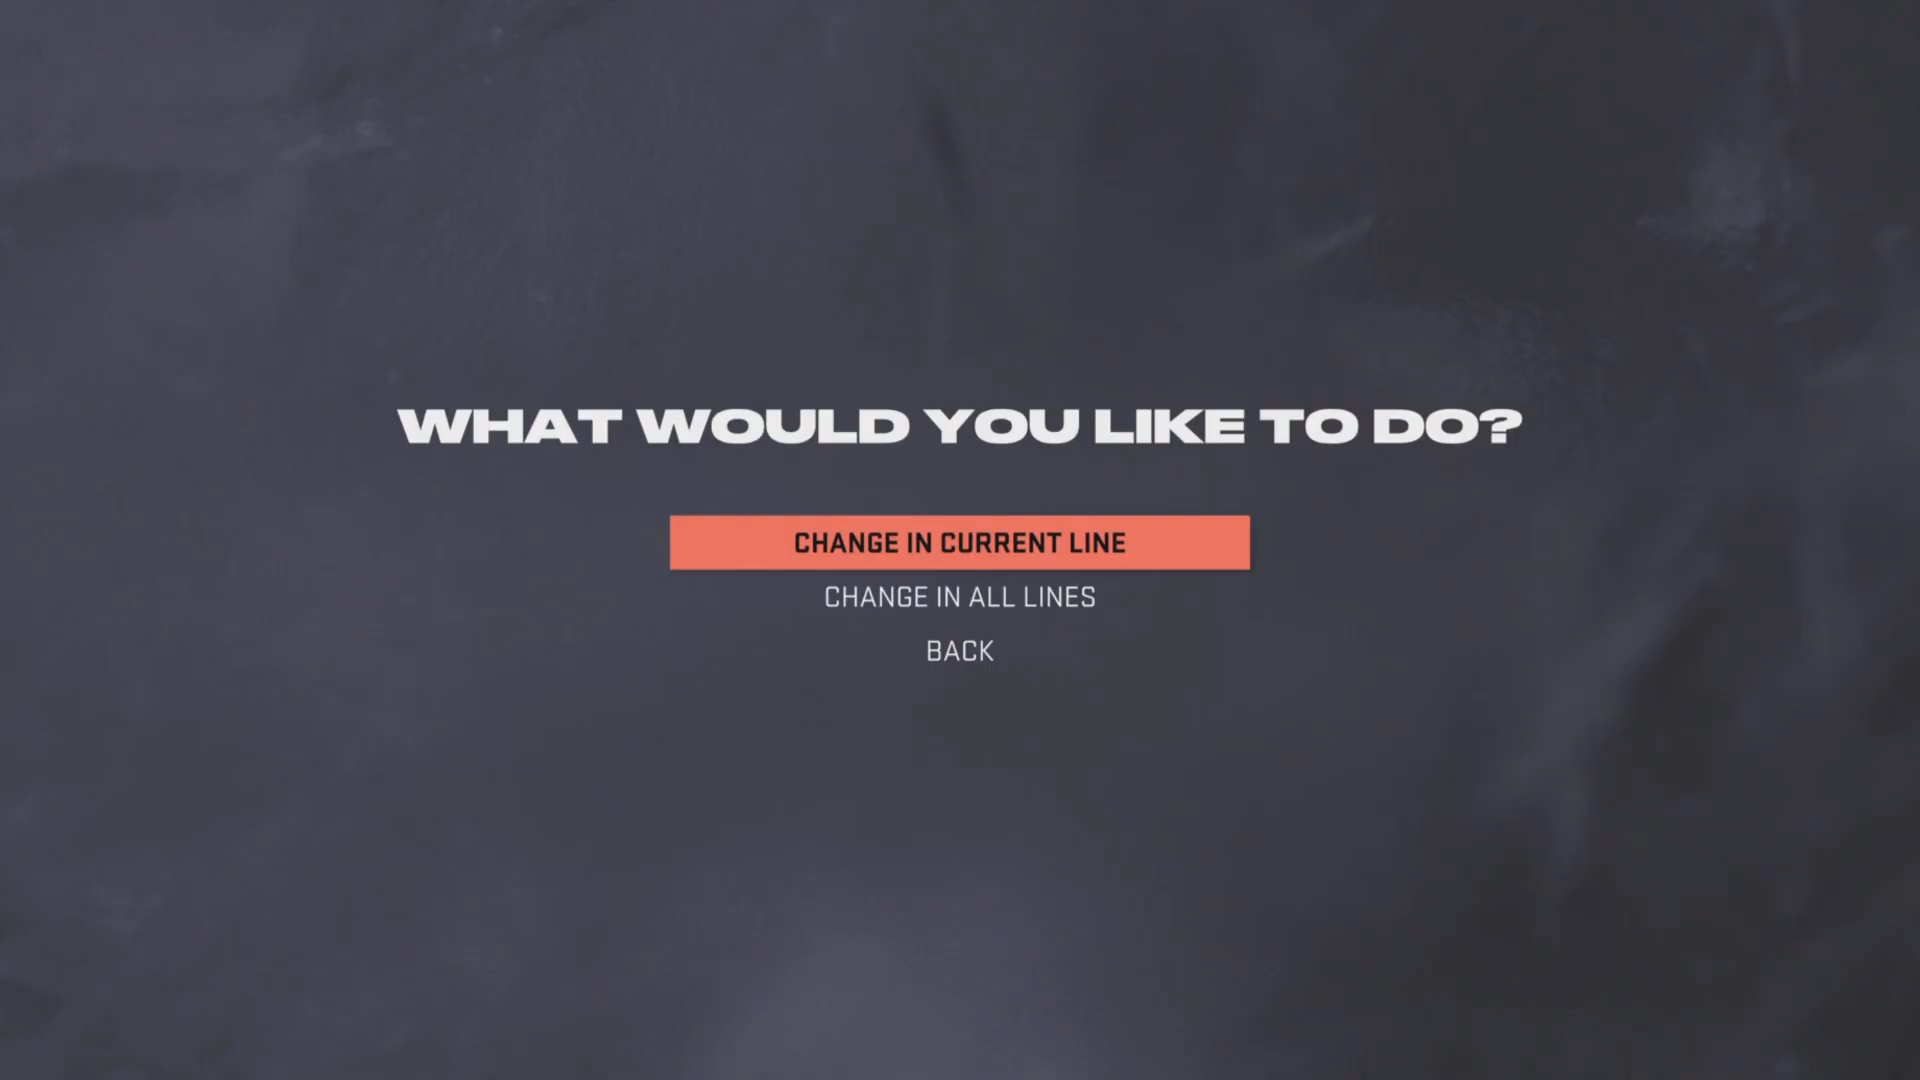 WHAT WOULD YOU LIKE TO DO?
CHANGE IN CURRENT LINE
CHANGE IN ALL LINES
BACK